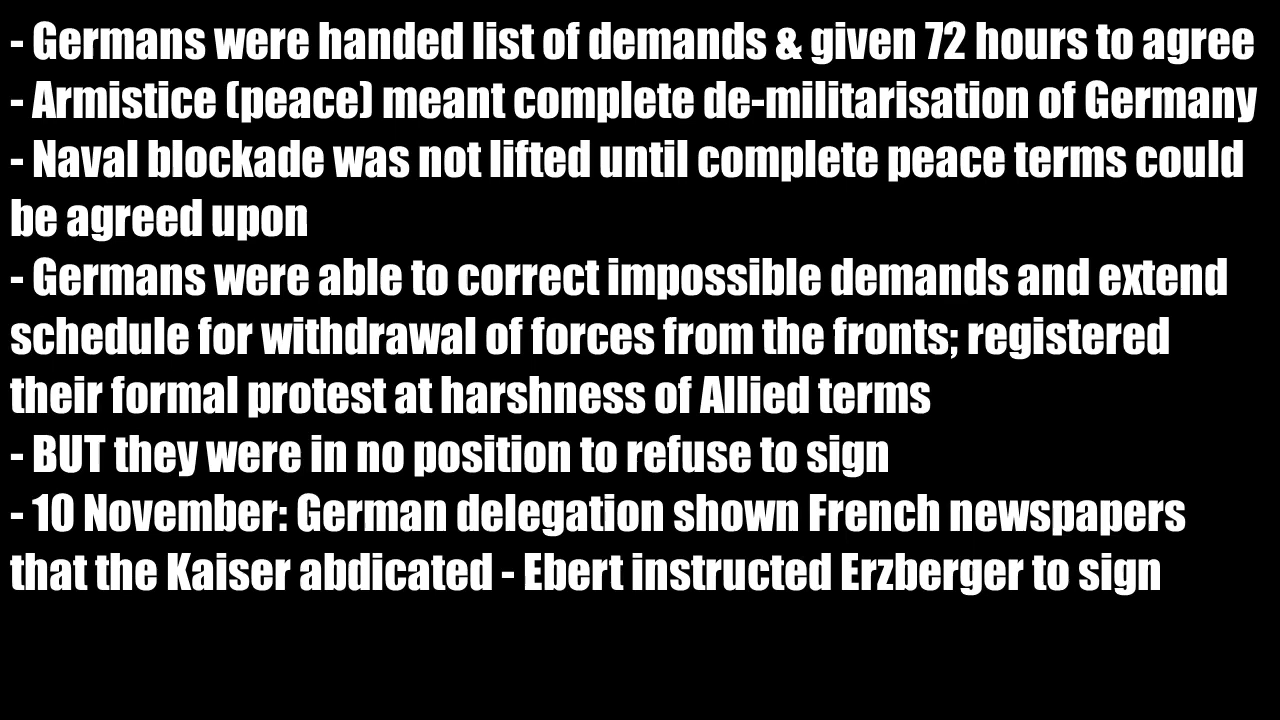 - Germans were handed list of demands & given 72 hours to agree
- Armistice (peace) meant complete de-militarisation of Germany
- Naval blockade was not lifted until complete peace terms could
be agreed upon
- Germans were able to correct impossible demands and extend
schedule for withdrawal of forces from the fronts; registered
their formal protest at harshness of Allied terms
- BUT they were in no position to refuse to sign
- 10 November: German delegation shown French newspapers
that the Kaiser abdicated - Ebert instructed Erzberger to sign